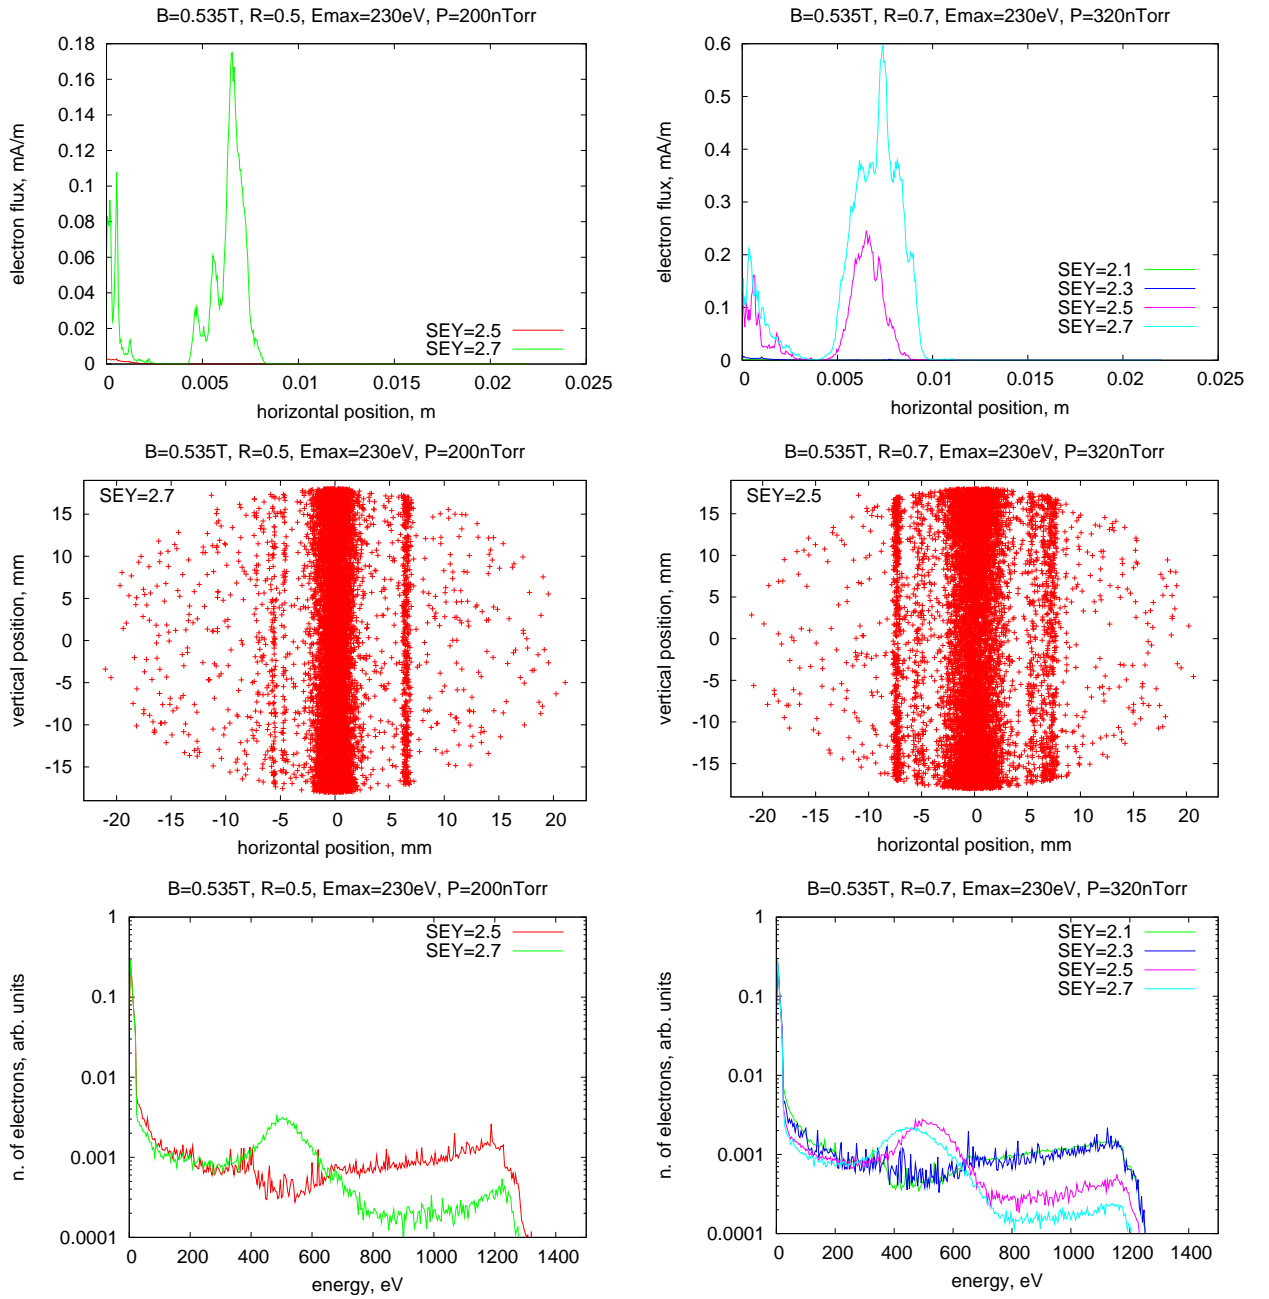 B=0.535T, R=0.5, Emax=230eV, P=200nTorr
electron flux, mA/m
0.18
0.16
0.14
0.12
0.1
0.08
0.06
0.04
0.02
0
SEY=2.5
SEY=2.7
0 0.005 0.01 0.015 0.02 0.025
horizontal position, m
B=0.535T, R=0.7, Emax=230eV, P=320nTorr
electron flux, mA/m
0.6
0.5
0.4
0.3
0.2
0.1
0
SEY=2.1
SEY=2.3
SEY=2.5
SEY=2.7
0 0.005 0.01 0.015 0.02 0.025
horizontal position, m
B=0.535T, R=0.5, Emax=230eV, P=200nTorr
SEY=2.7
vertical position, mm
15
10
5
0
-5
-10
-15
-20 -15 -10 -5 0 5 10 15 20
horizontal position, mm
B=0.535T, R=0.7, Emax=230eV, P=320nTorr
SEY=2.5
vertical position, mm
15
10
5
0
-5
-10
-15
-20 -15 -10 -5 0 5 10 15 20
horizontal position, mm
B=0.535T, R=0.5, Emax=230eV, P=200nTorr
n. of electrons, arb. units
1
0.1
0.01
0.001
0.0001
SEY=2.5
SEY=2.7
0 200 400 600 800 1000 1200 1400
energy, eV
B=0.535T, R=0.7, Emax=230eV, P=320nTorr
n. of electrons, arb. units
1
0.1
0.01
0.001
0.0001
SEY=2.1
SEY=2.3
SEY=2.5
SEY=2.7
0 200 400 600 800 1000 1200 1400
energy, eV